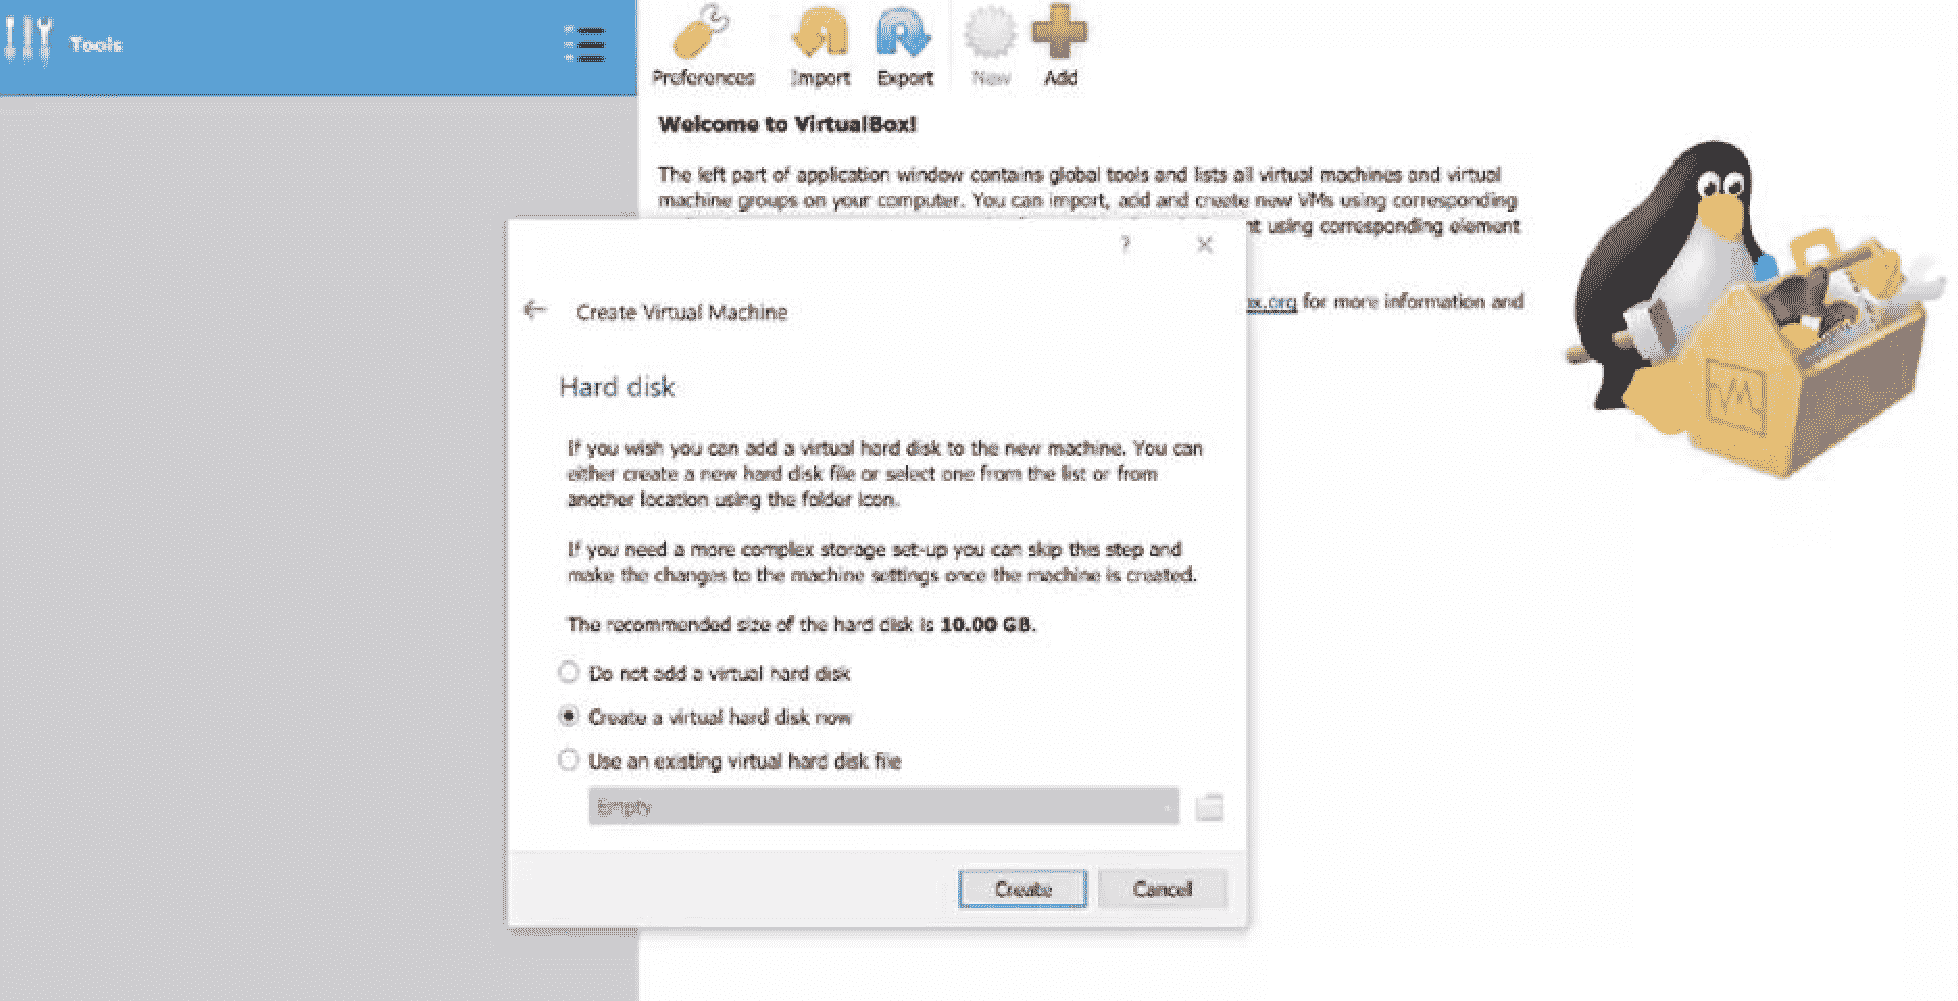 Tools
Preferences
Import
Export
New
Add
Welcome to VirtualBox!
The left part of application window contains global tools and lists all virtual machines and virtual
machine groups on your computer. You can import, add and create new VMs using corresponding
using corresponding element
ox.org for more information and
?
Create Virtual Machine
Hard disk
If you wish you can add a virtual hard disk to the new machine. You can
either create a new hard disk file or select one from the list or from
another location using the folder icon.
If you need a more complex storage set-up you can skip this step and
make the changes to the machine settings once the machine is created.
The recommended size of the hard disk is 10.00 GB.
Do not add a virtual hard disk
Create a virtual hard disk now
Use an existing virtual hard disk file
Empty
Create
Cancel